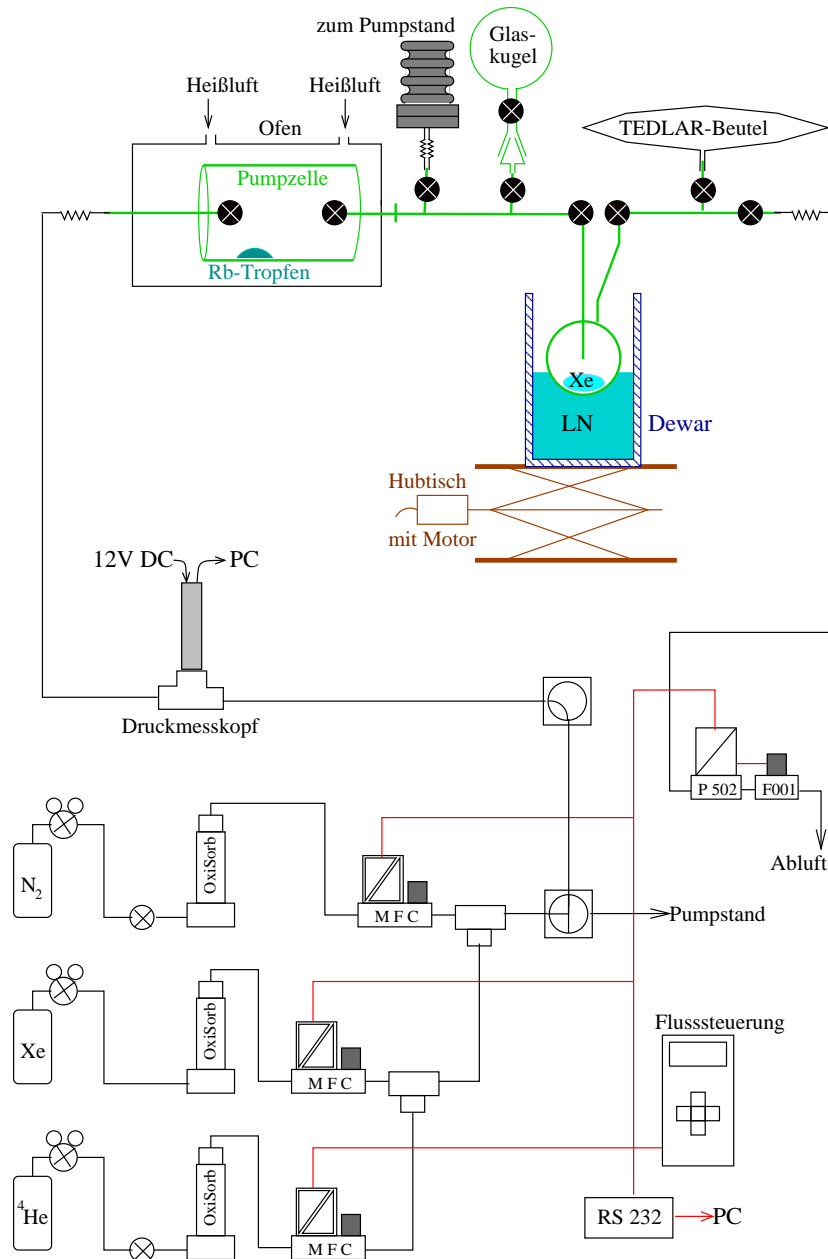 zum Pumpstand
Glas-
kugel
Heißluft
Heißluft
Ofen
TEDLAR-Beutel
Pumpzelle
Rb-Tropfen
Xe
LN
Dewar
Hubtisch
mit Motor
12V DC
PC
Druckmesskopf
P 502
F001
Abluft
N2
OxiSorb
M F C
Pumpstand
Xe
OxiSorb
M F C
Flusssteuerung
4He
OxiSorb
M F C
RS 232
PC